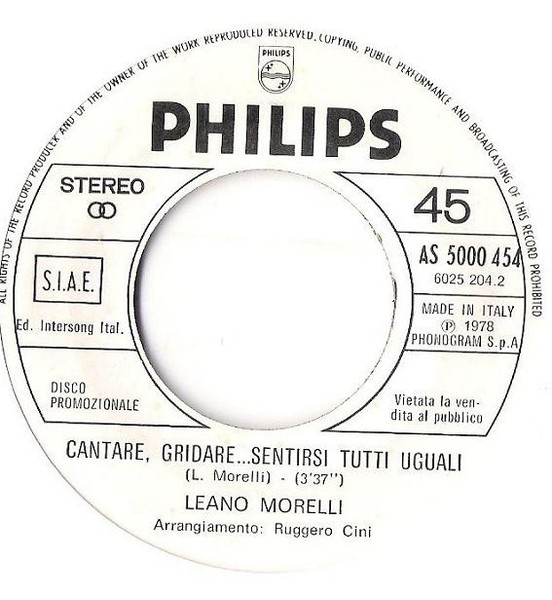 ALL RIGHTS OF THE RECORD PRODUCER AND OF THE OWNER OF THE WORK REPRODUCED RESERVED. COPYING, PUBLIC PERFORMANCE AND BROADCASTING OF THIS RECORD PROHIBITED
PHILIPS
PHILIPS
STEREO
45
AS 5000 454
6025 204.2
S.I.A.E.
Ed. Intersong Ital.
MADE IN ITALY
Ⓟ 1978
PHONOGRAM S.p.A
DISCO
PROMOZIONALE
Vietata la ven-
dita al pubblico
CANTARE, GRIDARE...SENTIRSI TUTTI UGUALI
(L. Morelli) - (3'37")
LEANO MORELLI
Arrangiamento: Ruggero Cini